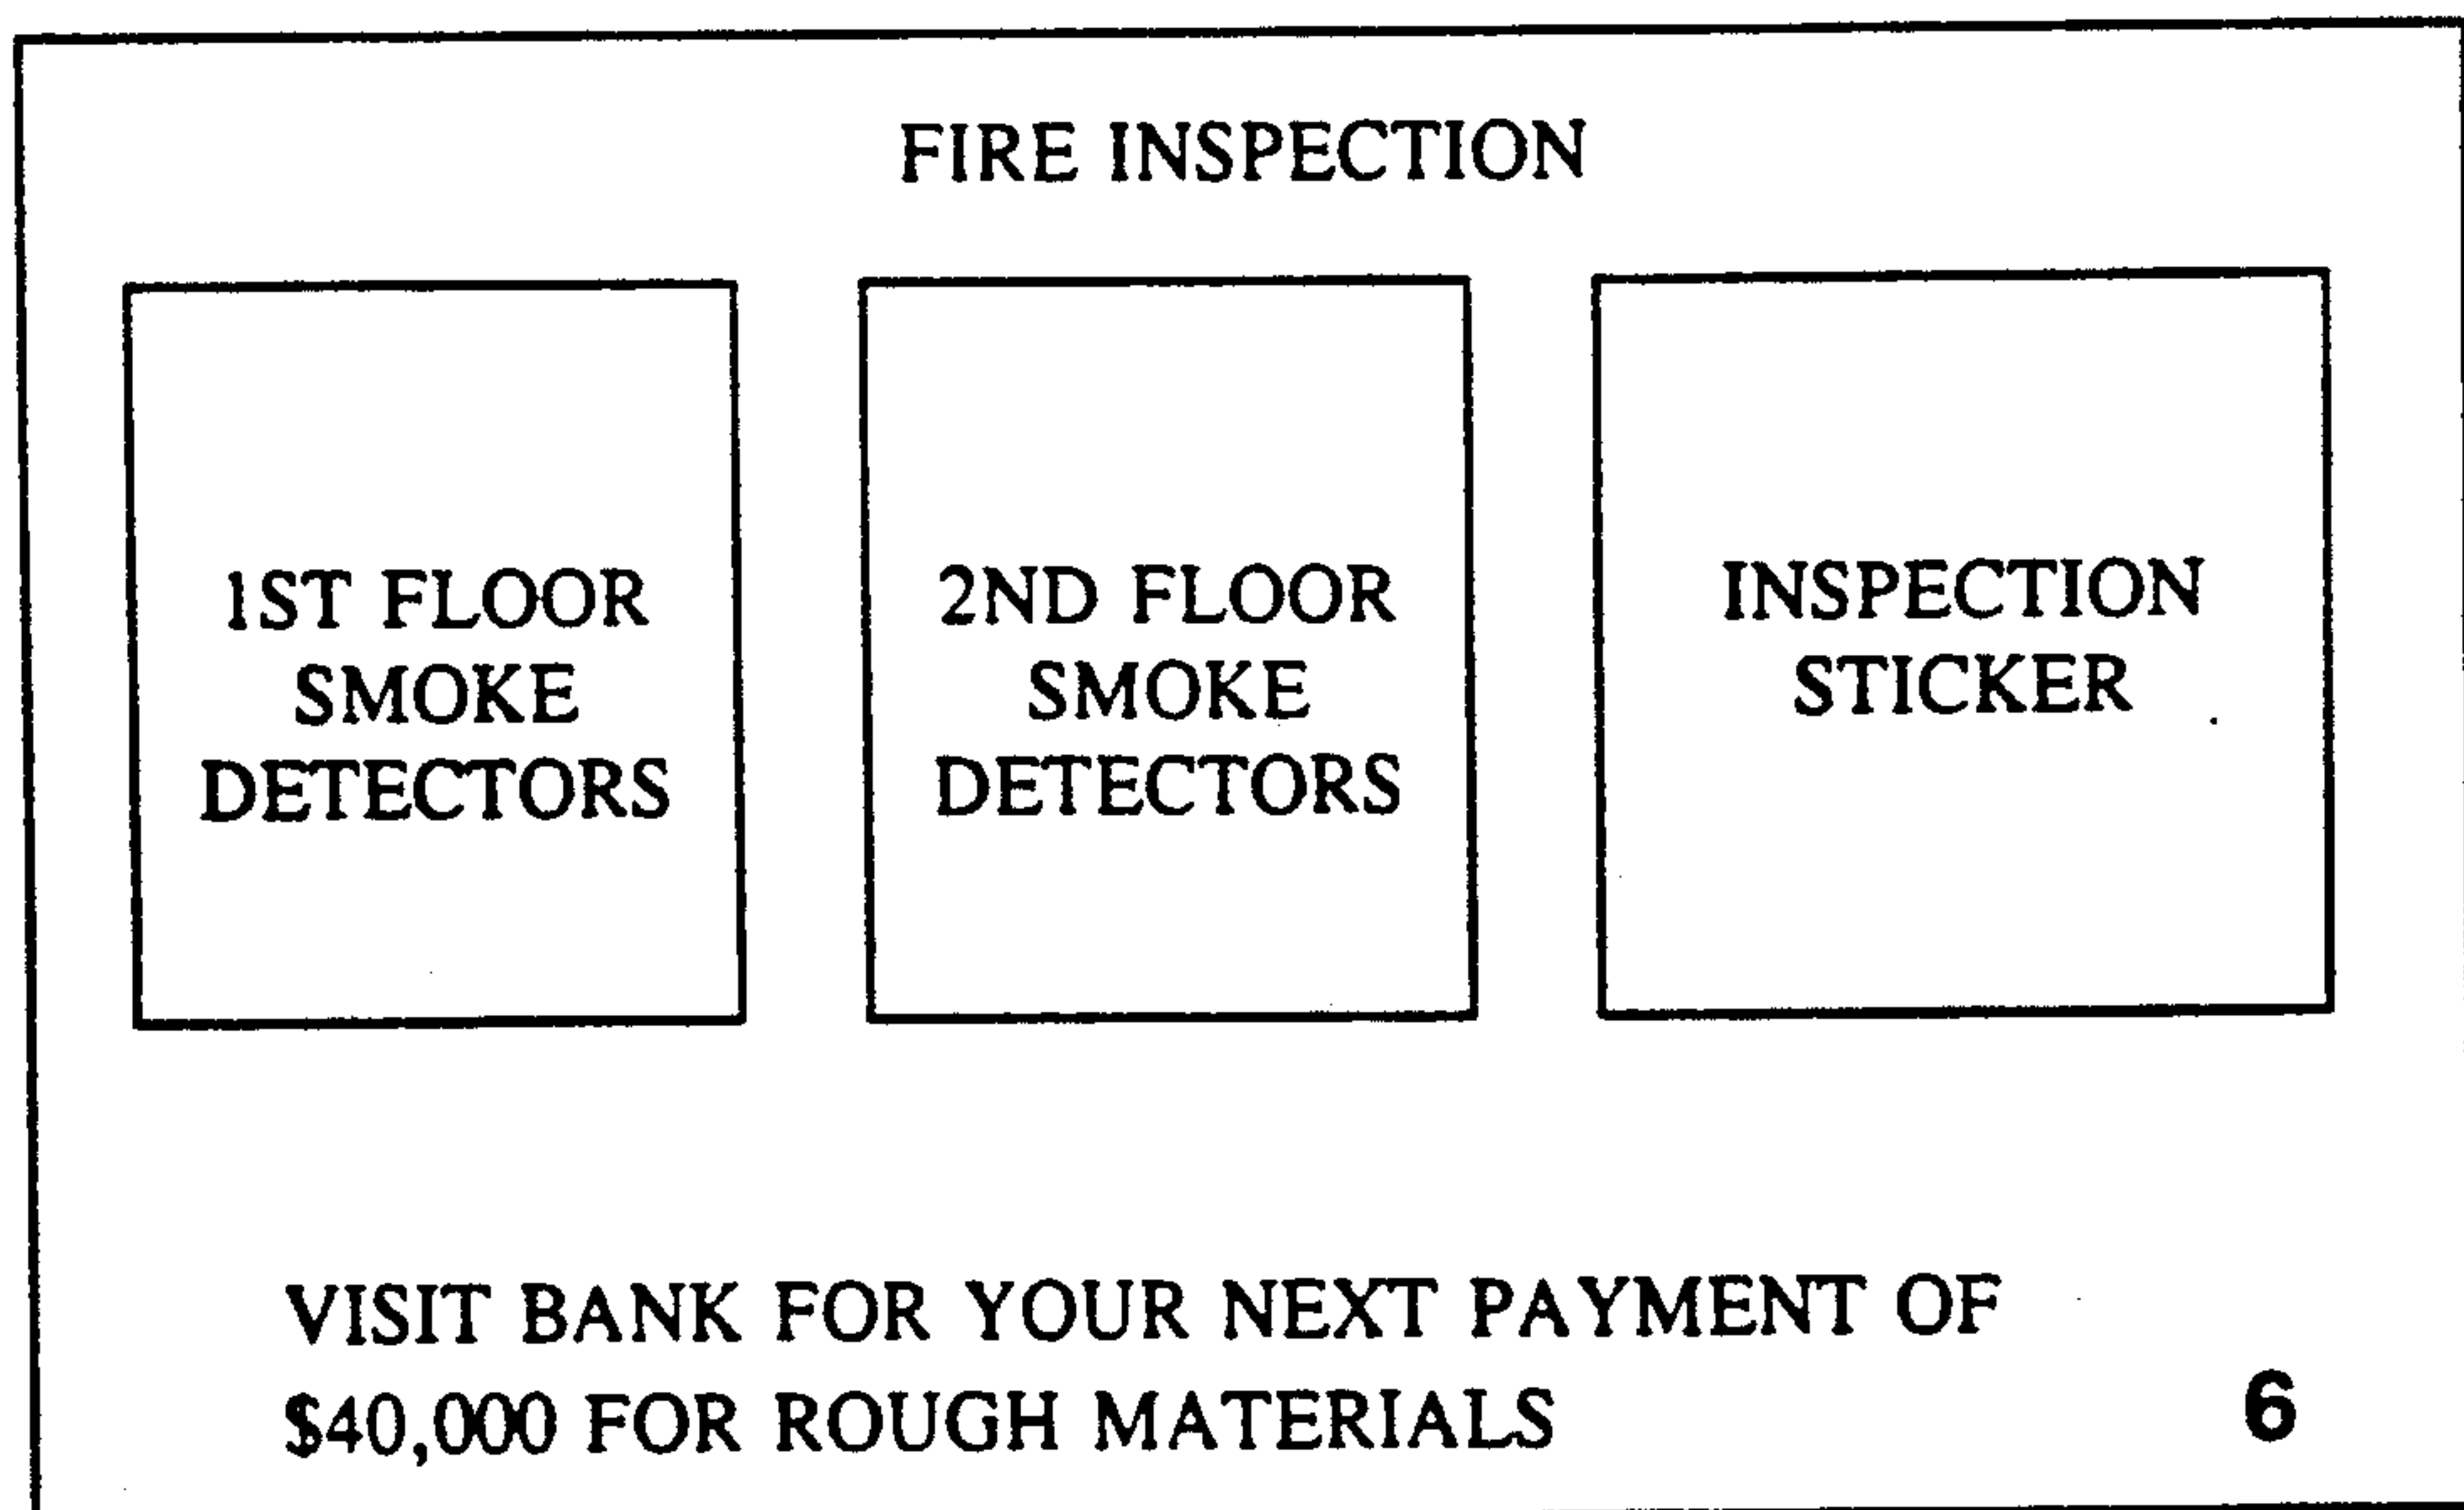 FIRE INSPECTION
1ST FLOOR
SMOKE
DETECTORS
2ND FLOOR
SMOKE
DETECTORS
INSPECTION
STICKER
VISIT BANK FOR YOUR NEXT PAYMENT OF
$40,000 FOR ROUGH MATERIALS
6